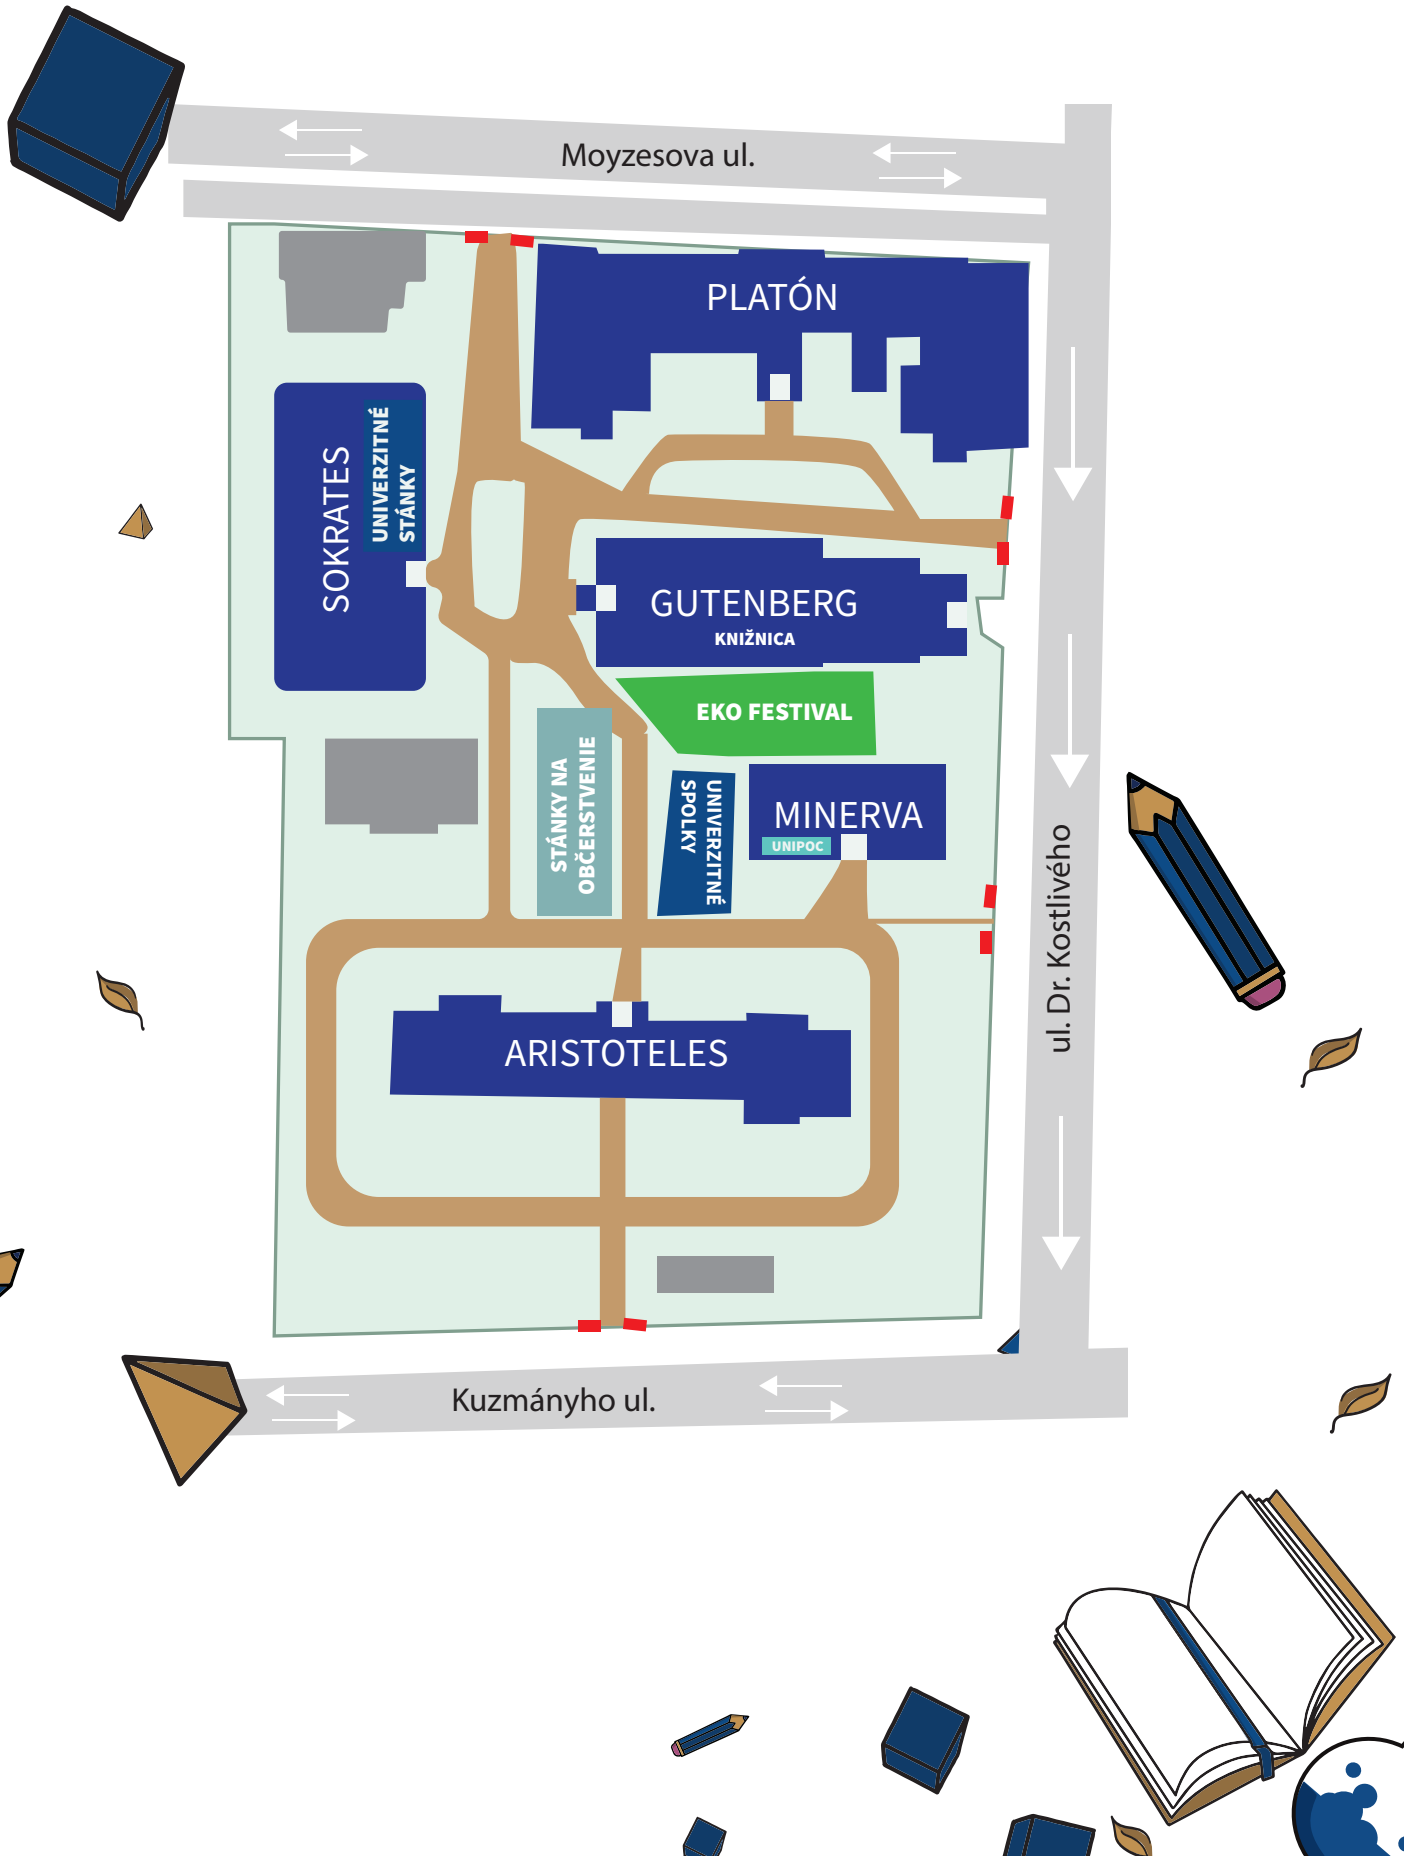 Moyzesova ul.
PLATÓN
SOKRATES
UNIVERZITNÉ
STÁNKY
GUTENBERG
KNIŽNICA
EKO FESTIVAL
STÁNKY NA
OBČERSTVENIE
UNIVERZITNÉ
SPOLKY
MINERVA
UNIPOC
ul. Dr. Kostlivého
ARISTOTELES
Kuzmányho ul.